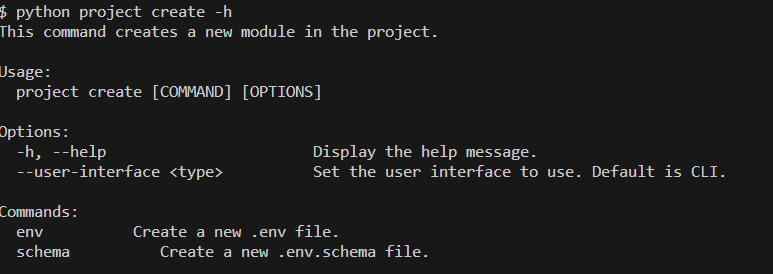 $ python project create -h
This command creates a new module in the project.

Usage:
  project create [COMMAND] [OPTIONS]

Options:
  -h, --help                       Display the help message.
  --user-interface <type>          Set the user interface to use. Default is CLI.

Commands:
  env          Create a new .env file.
  schema          Create a new .env.schema file.